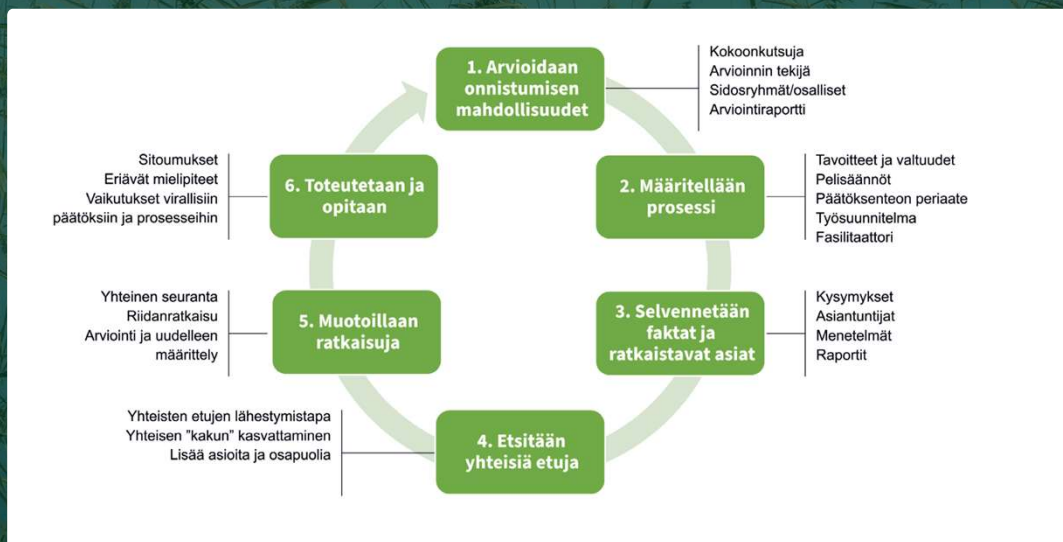 1. Arvioidaan
onnistumisen
mahdollisuudet
Kokoonkutsuja
Arvioinnin tekijä
Sidosryhmät/osalliset
Arviointiraportti
2. Määritellään
prosessi
Tavoitteet ja valtuudet
Pelisäännöt
Päätöksenteon periaate
Työsuunnitelma
Fasilitaattori
3. Selvennetään
faktat ja
ratkaistavat asiat
Kysymykset
Asiantuntijat
Menetelmät
Raportit
4. Etsitään
yhteisiä etuja
Yhteisten etujen lähestymistapa
Yhteisen ”kakun” kasvattaminen
Lisää asioita ja osapuolia
5. Muotoillaan
ratkaisuja
Yhteinen seuranta
Riidanratkaisu
Arviointi ja uudelleen
määrittely
6. Toteutetaan ja
opitaan
Sitoumukset
Eriävät mielipiteet
Vaikutukset virallisiin
päätöksiin ja prosesseihin